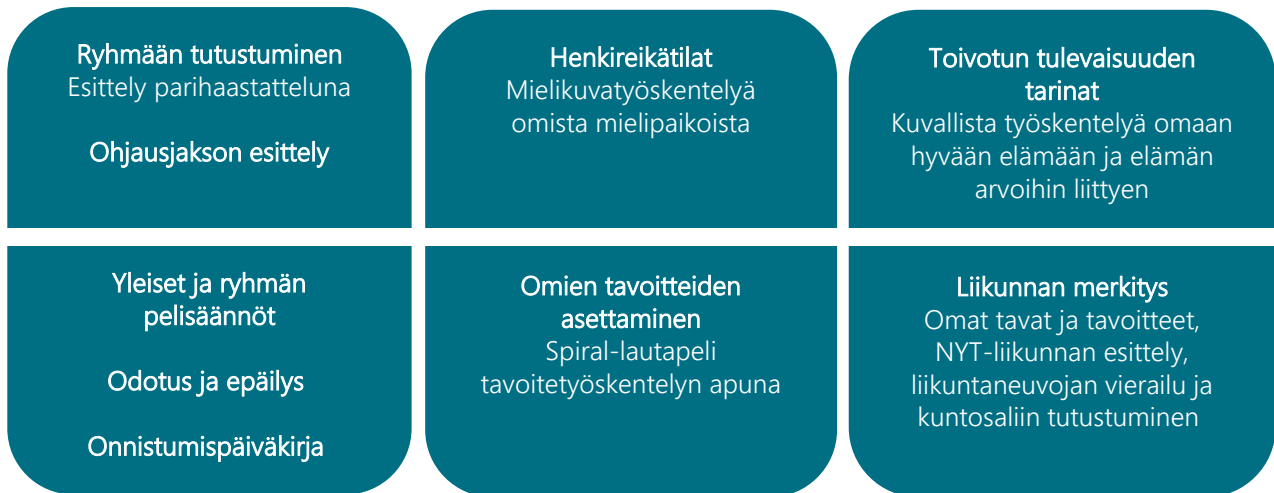 Ryhmään tutustuminen
Esittely parihaastatteluna
Ohjausjakson esittely
Henkireikätilat
Mielikuvatyöskentelyä
omista mielipaikoista
Toivotun tulevaisuuden
tarinat
Kuvallista työskentelyä omaan
hyvään elämään ja elämän
arvoihin liittyen
Yleiset ja ryhmän
pelisäännöt
Odotus ja epäilys
Onnistumispäiväkirja
Omien tavoitteiden
asettaminen
Spiral-lautapeli
tavoitetyöskentelyn apuna
Liikunnan merkitys
Omat tavat ja tavoitteet,
NYT-liikunnan esittely,
liikuntaneuvojan vierailu ja
kuntosaliin tutustuminen